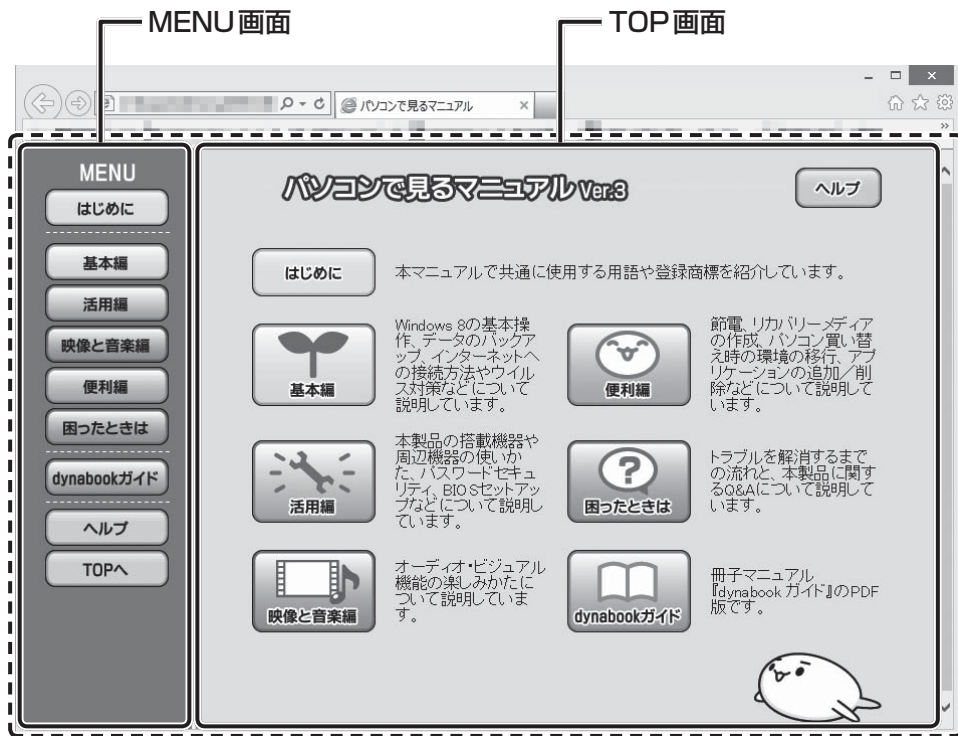 MENU画面
TOP画面
パソコンで見るマニュアル
MENU
はじめに
基本編
活用編
映像と音楽編
便利編
困ったときは
dynabookガイド
ヘルプ
TOPへ
パソコンで見るマニュアル Ver.3
ヘルプ
はじめに
本マニュアルで共通に使用する用語や登録商標を紹介しています。
基本編
Windows 8の基本操
作、データのバックア
ップ、インターネットへ
の接続方法やウイル
ス対策などについて
説明しています。
便利編
節電、リカバリーメディア
の作成、パソコン買い替
え時の環境の移行、アプ
リケーションの追加／削
除などについて説明して
います。
活用編
本製品の搭載機器や
周辺機器の使いか
た、パスワードセキュ
リティ、BIOSセットアッ
プなどについて説明し
ています。
困ったときは
トラブルを解消するまで
の流れと、本製品に関す
るQ&Aについて説明して
います。
映像と音楽編
オーディオ・ビジュアル
機能の楽しみかたに
ついて説明していま
す。
dynabookガイド
冊子マニュアル
『dynabook ガイド』のPDF
版です。